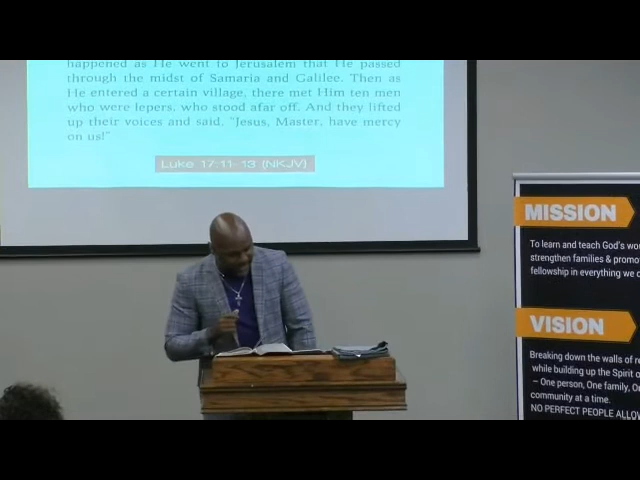 happened as He went to Jerusalem that He passed
through the midst of Samaria and Galilee. Then as
He entered a certain village, there met Him ten men
who were lepers, who stood afar off. And they lifted
up their voices and said, "Jesus, Master, have mercy
on us!"
Luke 17:11-13 (NKJV)
MISSION
To learn and teach God's
strengthen families &
fellowship in everything we
VISION
Breaking down the walls of
while building up the Spirit
– One person, One family,
community at a time.
NO PERFECT PEOPLE